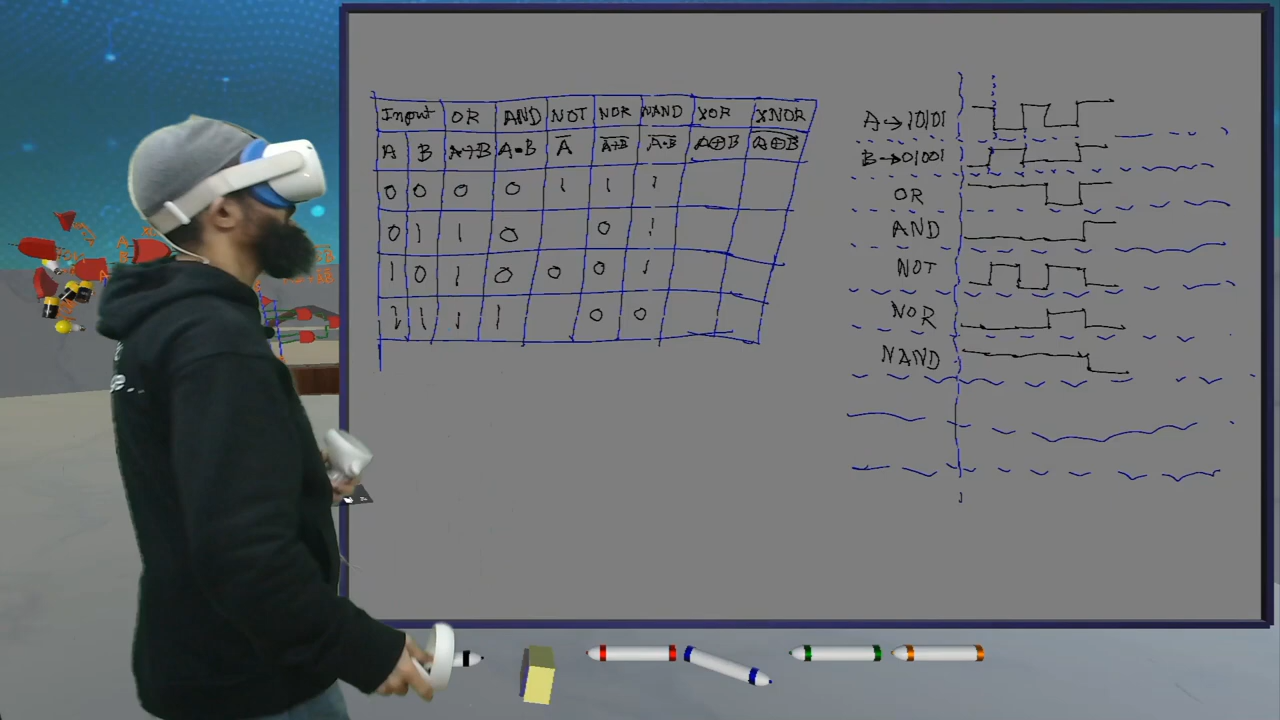 Input OR AND NOT NOR NAND XOR XNOR
A B A+B A•B A̅ A̅+̅B̅ A̅•̅B̅ A⊕B A̅⊕̅B̅
0 0 0 0 1 1 1
0 1 1 0 0 1
1 0 1 0 0 0 1
1 1 1 1 0 0
A→10101
B→01001
OR
AND
NOT
NOR
NAND